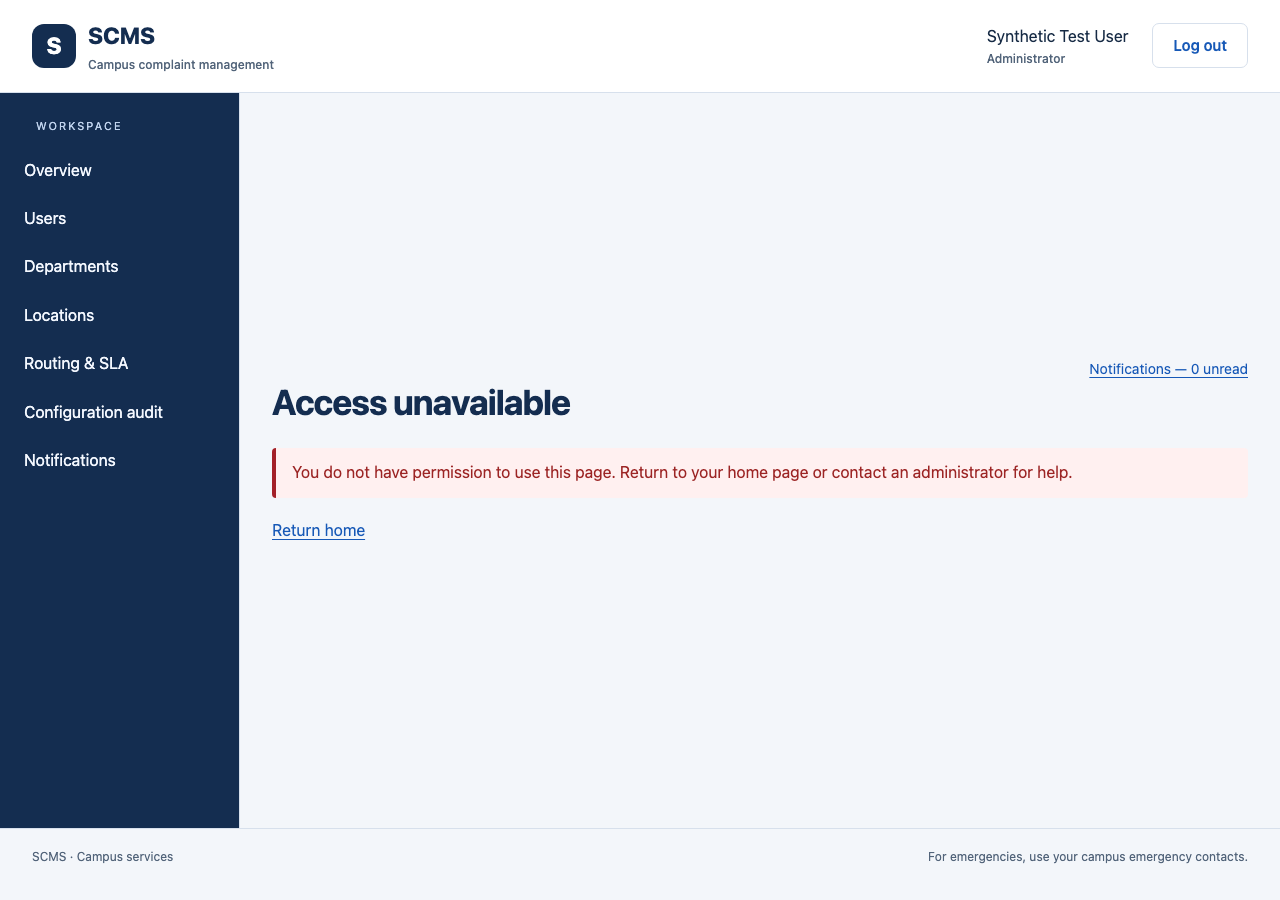 S
SCMS
Campus complaint management
Synthetic Test User
Administrator
Log out
WORKSPACE
Overview
Users
Departments
Locations
Routing & SLA
Configuration audit
Notifications
Notifications — 0 unread
Access unavailable
You do not have permission to use this page. Return to your home page or contact an administrator for help.
Return home
SCMS · Campus services
For emergencies, use your campus emergency contacts.